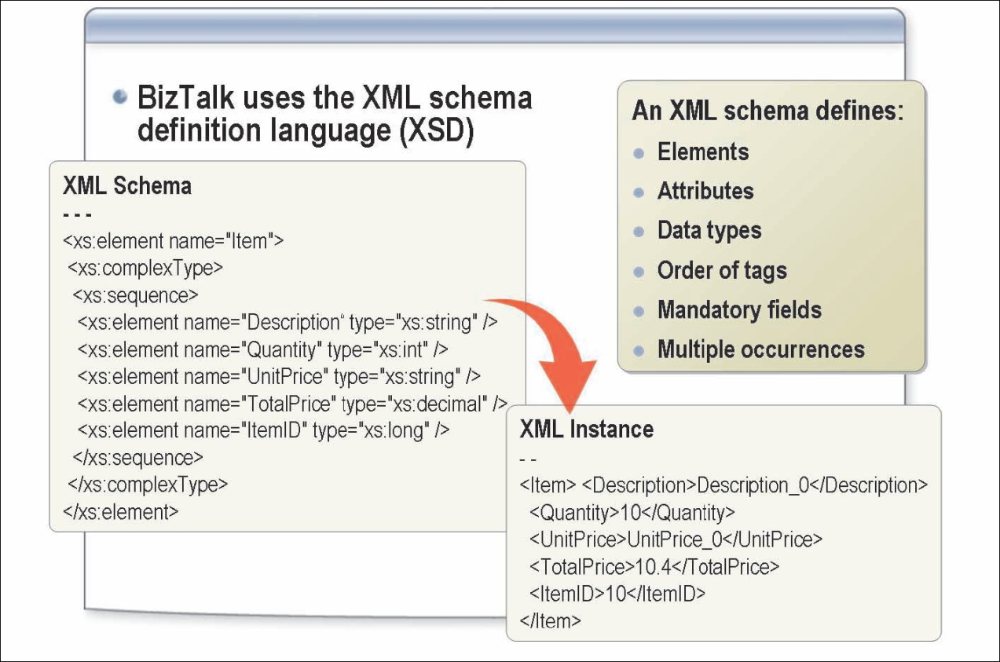 BizTalk uses the XML schema
definition language (XSD)
An XML schema defines:
Elements
Attributes
Data types
Order of tags
Mandatory fields
Multiple occurrences
XML Schema
- - -
<xs:element name="Item">
<xs:complexType>
<xs:sequence>
<xs:element name="Description" type="xs:string" />
<xs:element name="Quantity" type="xs:int" />
<xs:element name="UnitPrice" type="xs:string" />
<xs:element name="TotalPrice" type="xs:decimal" />
<xs:element name="ItemID" type="xs:long" />
</xs:sequence>
</xs:complexType>
</xs:element>
XML Instance
- -
<Item> <Description>Description_0</Description>
<Quantity>10</Quantity>
<UnitPrice>UnitPrice_0</UnitPrice>
<TotalPrice>10.4</TotalPrice>
<ItemID>10</ItemID>
</Item>